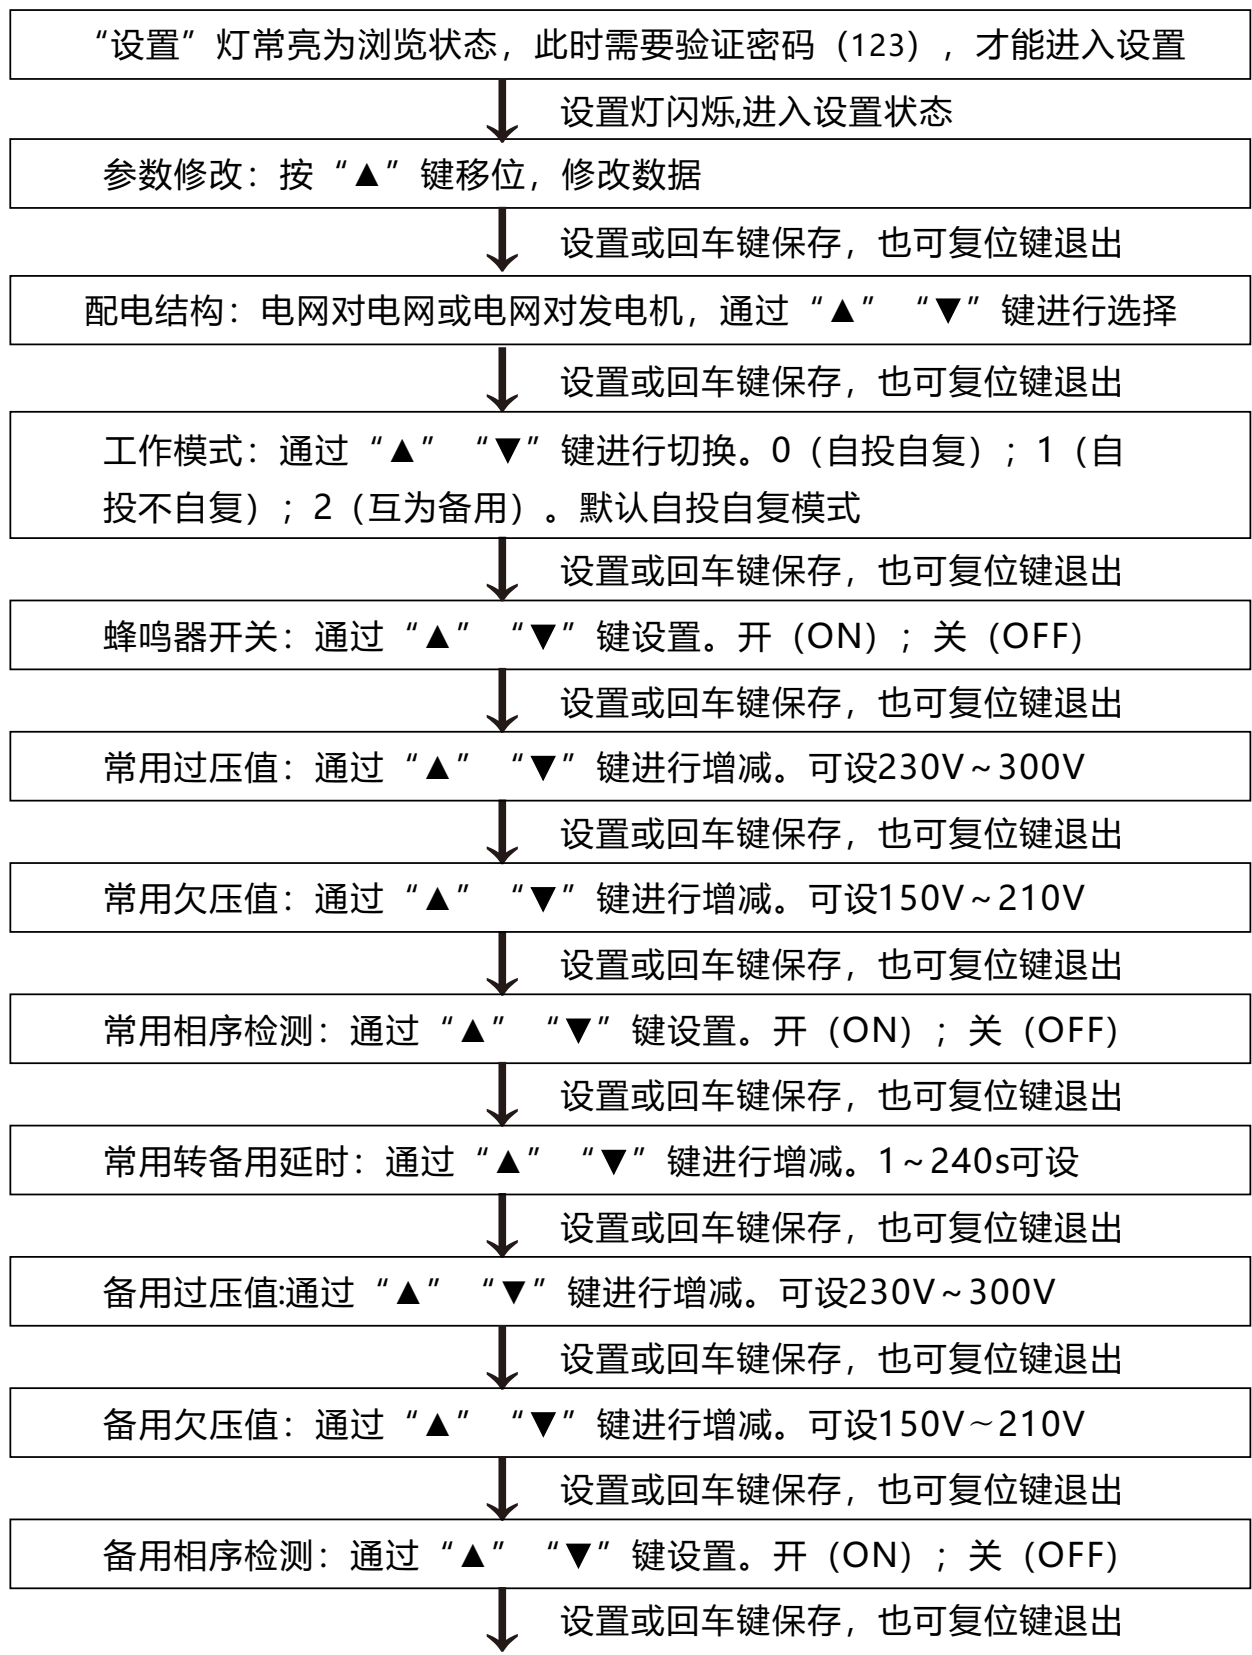 “设置”灯常亮为浏览状态，此时需要验证密码（123），才能进入设置
设置灯闪烁,进入设置状态
参数修改：按“▲”键移位，修改数据
设置或回车键保存，也可复位键退出
配电结构：电网对电网或电网对发电机，通过“▲”“▼”键进行选择
设置或回车键保存，也可复位键退出
工作模式：通过“▲”“▼”键进行切换。0（自投自复）；1（自
投不自复）；2（互为备用）。默认自投自复模式
设置或回车键保存，也可复位键退出
蜂鸣器开关：通过“▲”“▼”键设置。开（ON）；关（OFF）
设置或回车键保存，也可复位键退出
常用过压值：通过“▲”“▼”键进行增减。可设230V～300V
设置或回车键保存，也可复位键退出
常用欠压值：通过“▲”“▼”键进行增减。可设150V～210V
设置或回车键保存，也可复位键退出
常用相序检测：通过“▲”“▼”键设置。开（ON）；关（OFF）
设置或回车键保存，也可复位键退出
常用转备用延时：通过“▲”“▼”键进行增减。1～240s可设
设置或回车键保存，也可复位键退出
备用过压值:通过“▲”“▼”键进行增减。可设230V～300V
设置或回车键保存，也可复位键退出
备用欠压值：通过“▲”“▼”键进行增减。可设150V～210V
设置或回车键保存，也可复位键退出
备用相序检测：通过“▲”“▼”键设置。开（ON）；关（OFF）
设置或回车键保存，也可复位键退出